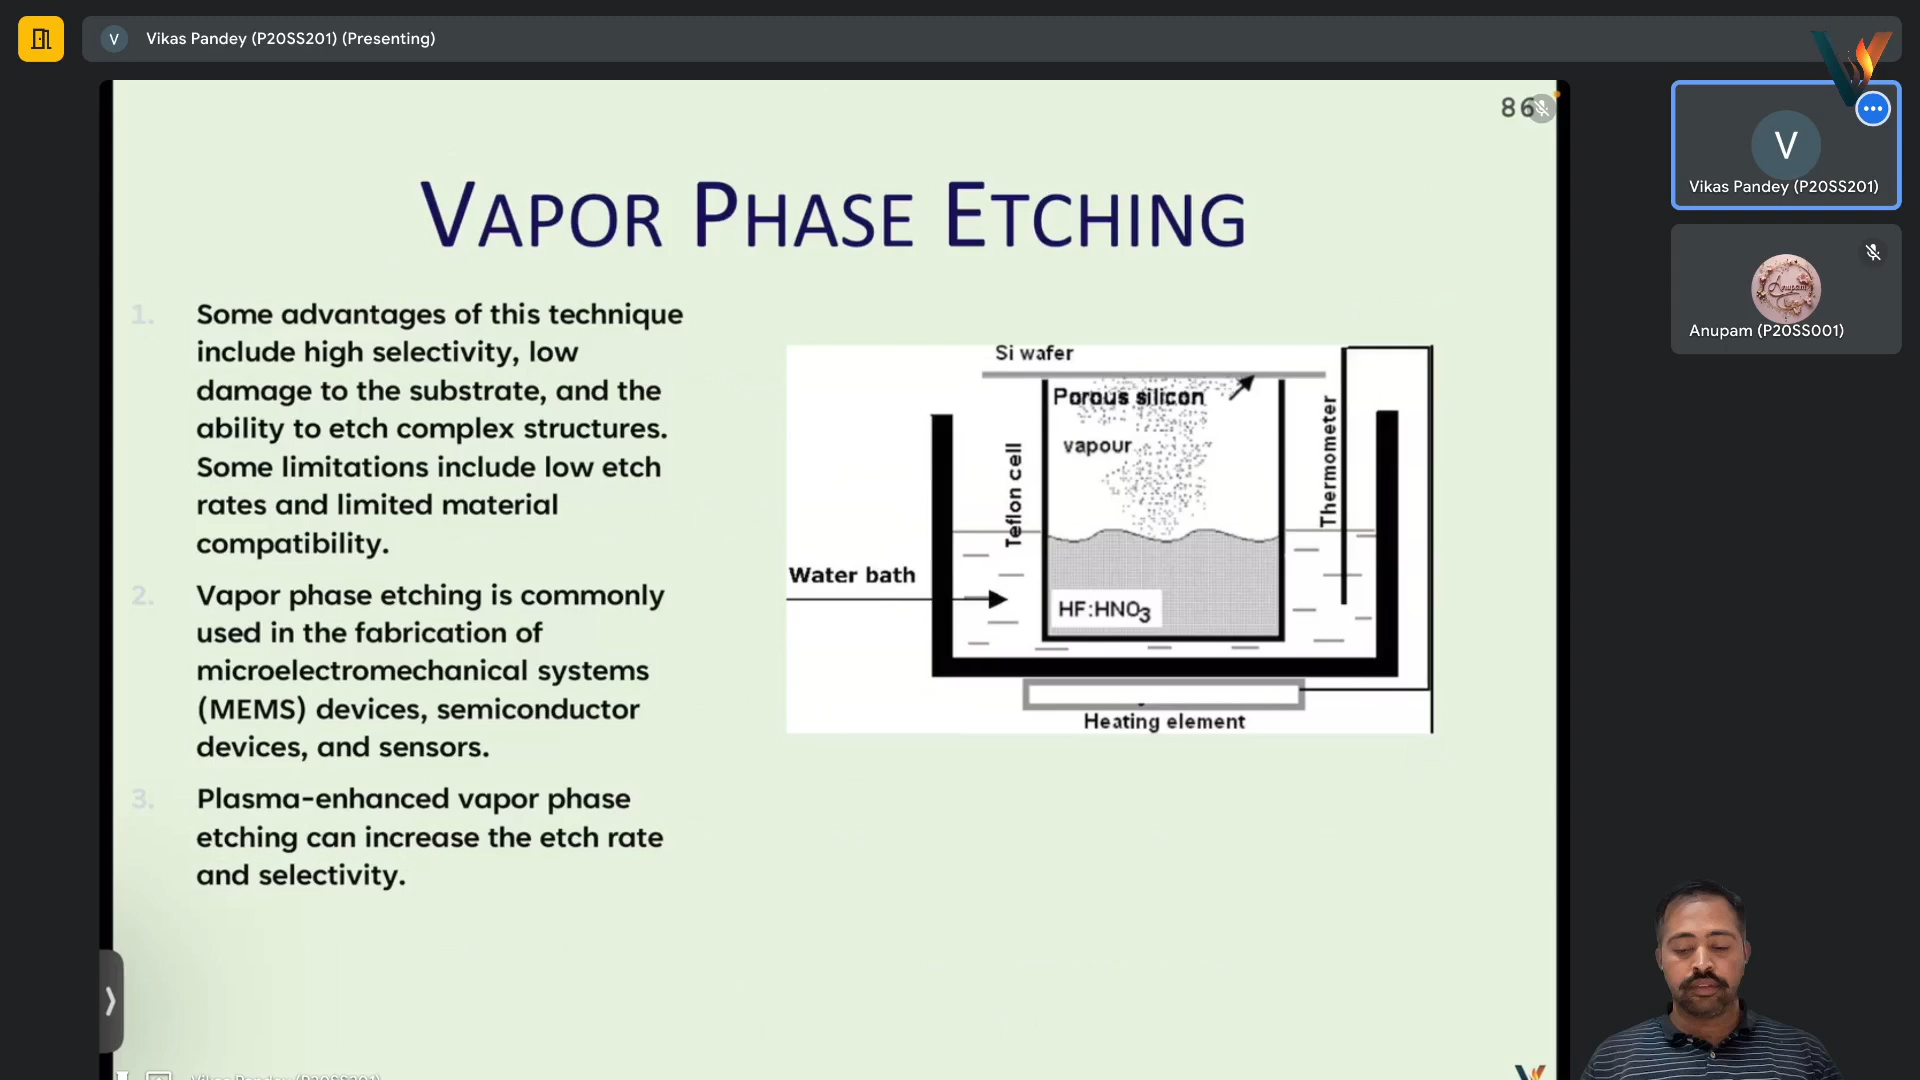 V Vikas Pandey (P20SS201) (Presenting)
86
VAPOR PHASE ETCHING
1. Some advantages of this technique
include high selectivity, low
damage to the substrate, and the
ability to etch complex structures.
Some limitations include low etch
rates and limited material
compatibility.
2. Vapor phase etching is commonly
used in the fabrication of
microelectromechanical systems
(MEMS) devices, semiconductor
devices, and sensors.
3. Plasma-enhanced vapor phase
etching can increase the etch rate
and selectivity.
Si wafer
Porous silicon
vapour
Teflon cell
Thermometer
Water bath
HF:HNO3
Heating element
V
Vikas Pandey (P20SS201)
Anupam
Anupam (P20SS001)
Vikas Pandey (P20SS201)